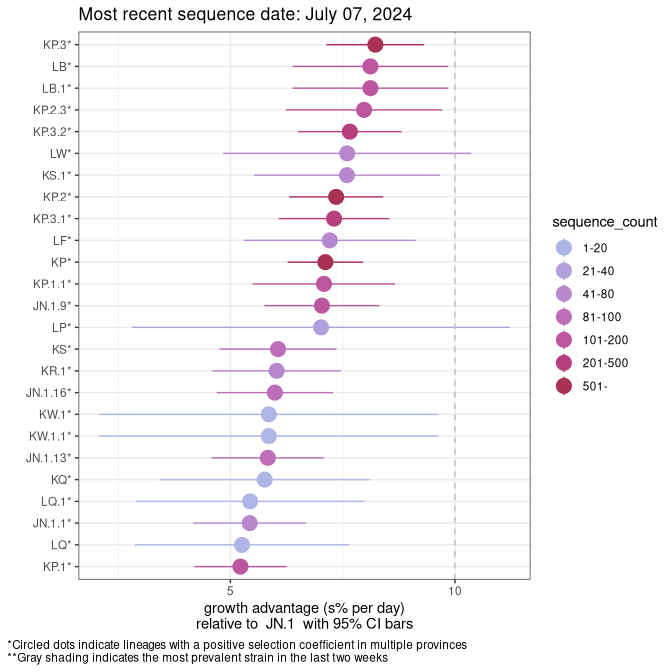 Most recent sequence date: July 07, 2024
KP.3*
LB*
LB.1*
KP.2.3*
KP.3.2*
LW*
KS.1*
KP.2*
KP.3.1*
LF*
KP*
KP.1.1*
JN.1.9*
LP*
KS*
KR.1*
JN.1.16*
KW.1*
KW.1.1*
JN.1.13*
KQ*
LQ.1*
JN.1.1*
LQ*
KP.1*
5
10
growth advantage (s% per day)
relative to JN.1 with 95% CI bars
sequence_count
1-20
21-40
41-80
81-100
101-200
201-500
501-
*Circled dots indicate lineages with a positive selection coefficient in multiple provinces
**Gray shading indicates the most prevalent strain in the last two weeks